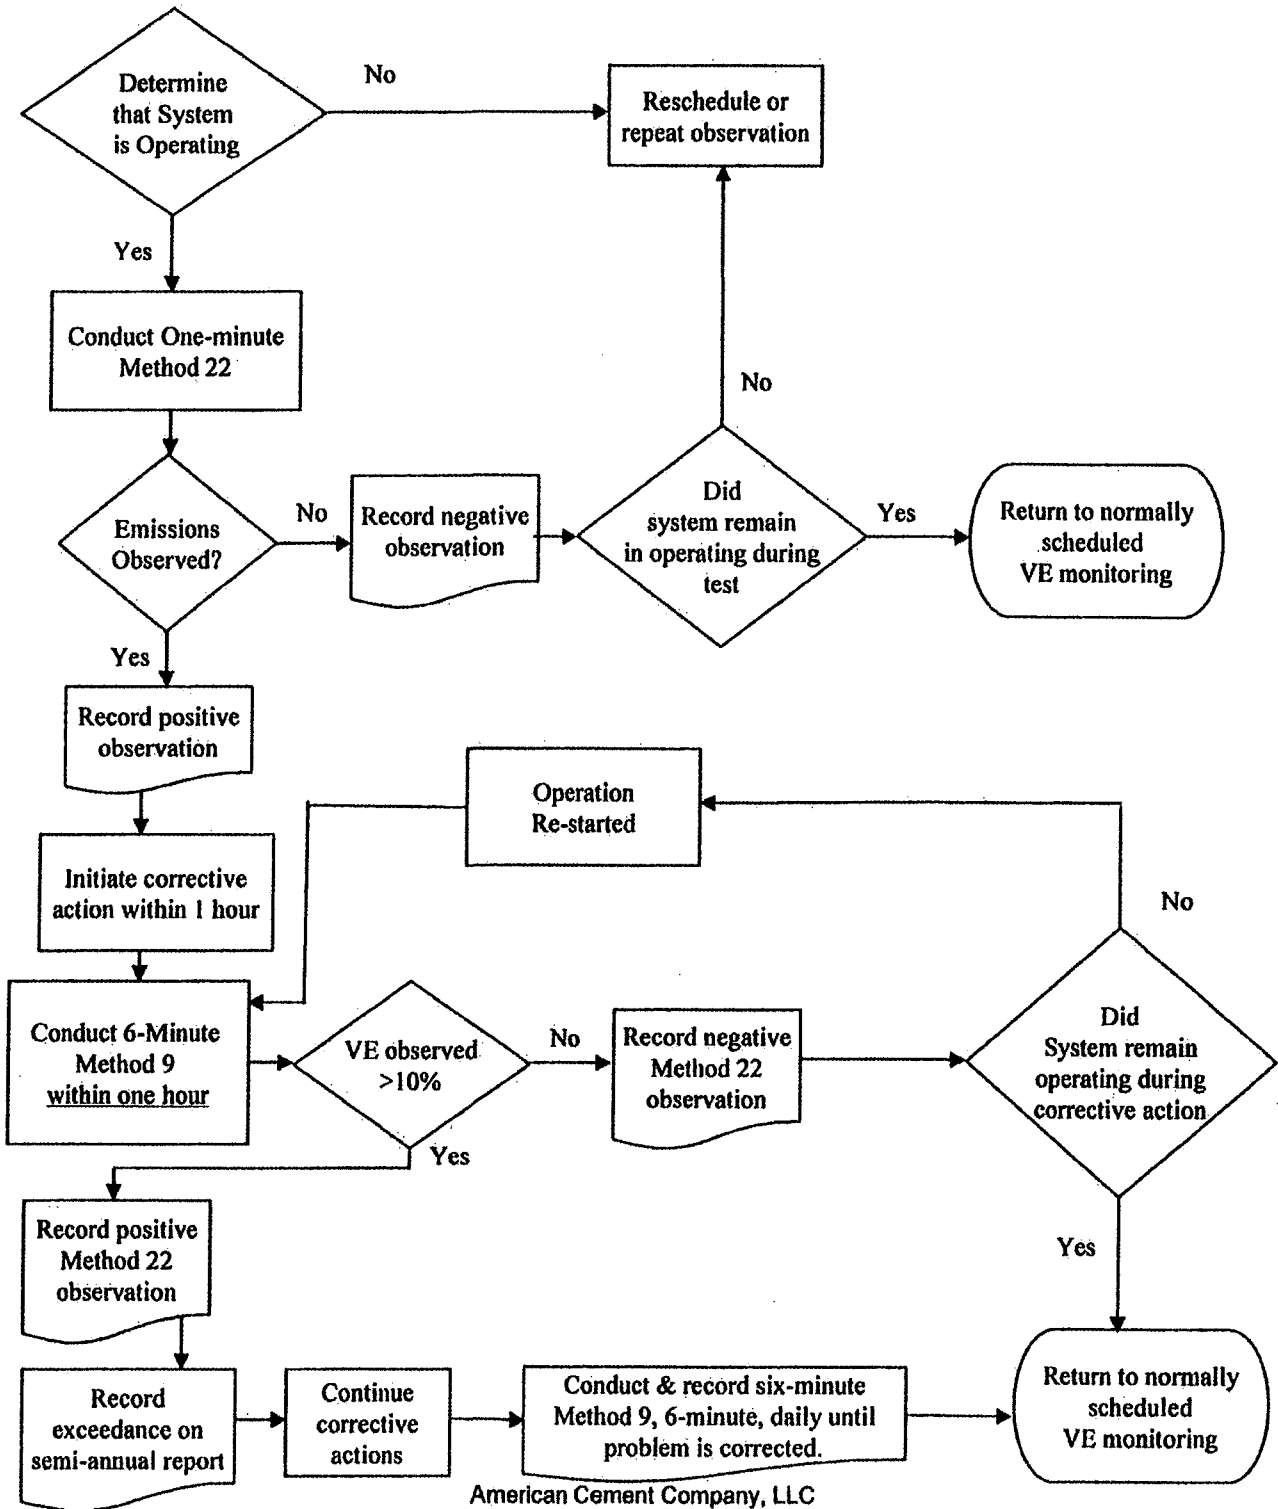 Determine
that System
is Operating
No
Reschedule or
repeat observation
Yes
Conduct One-minute
Method 22
No
Emissions
Observed?
No
Record negative
observation
Did
system remain
in operating during
test
Yes
Return to normally
scheduled
VE monitoring
Yes
Record positive
observation
Operation
Re-started
Initiate corrective
action within 1 hour
No
Conduct 6-Minute
Method 9
within one hour
VE observed
>10%
No
Record negative
Method 22
observation
Did
System remain
operating during
corrective action
Yes
Record positive
Method 22
observation
Yes
Record
exceedance on
semi-annual report
Continue
corrective
actions
Conduct & record six-minute
Method 9, 6-minute, daily until
problem is corrected.
Return to normally
scheduled
VE monitoring
American Cement Company, LLC